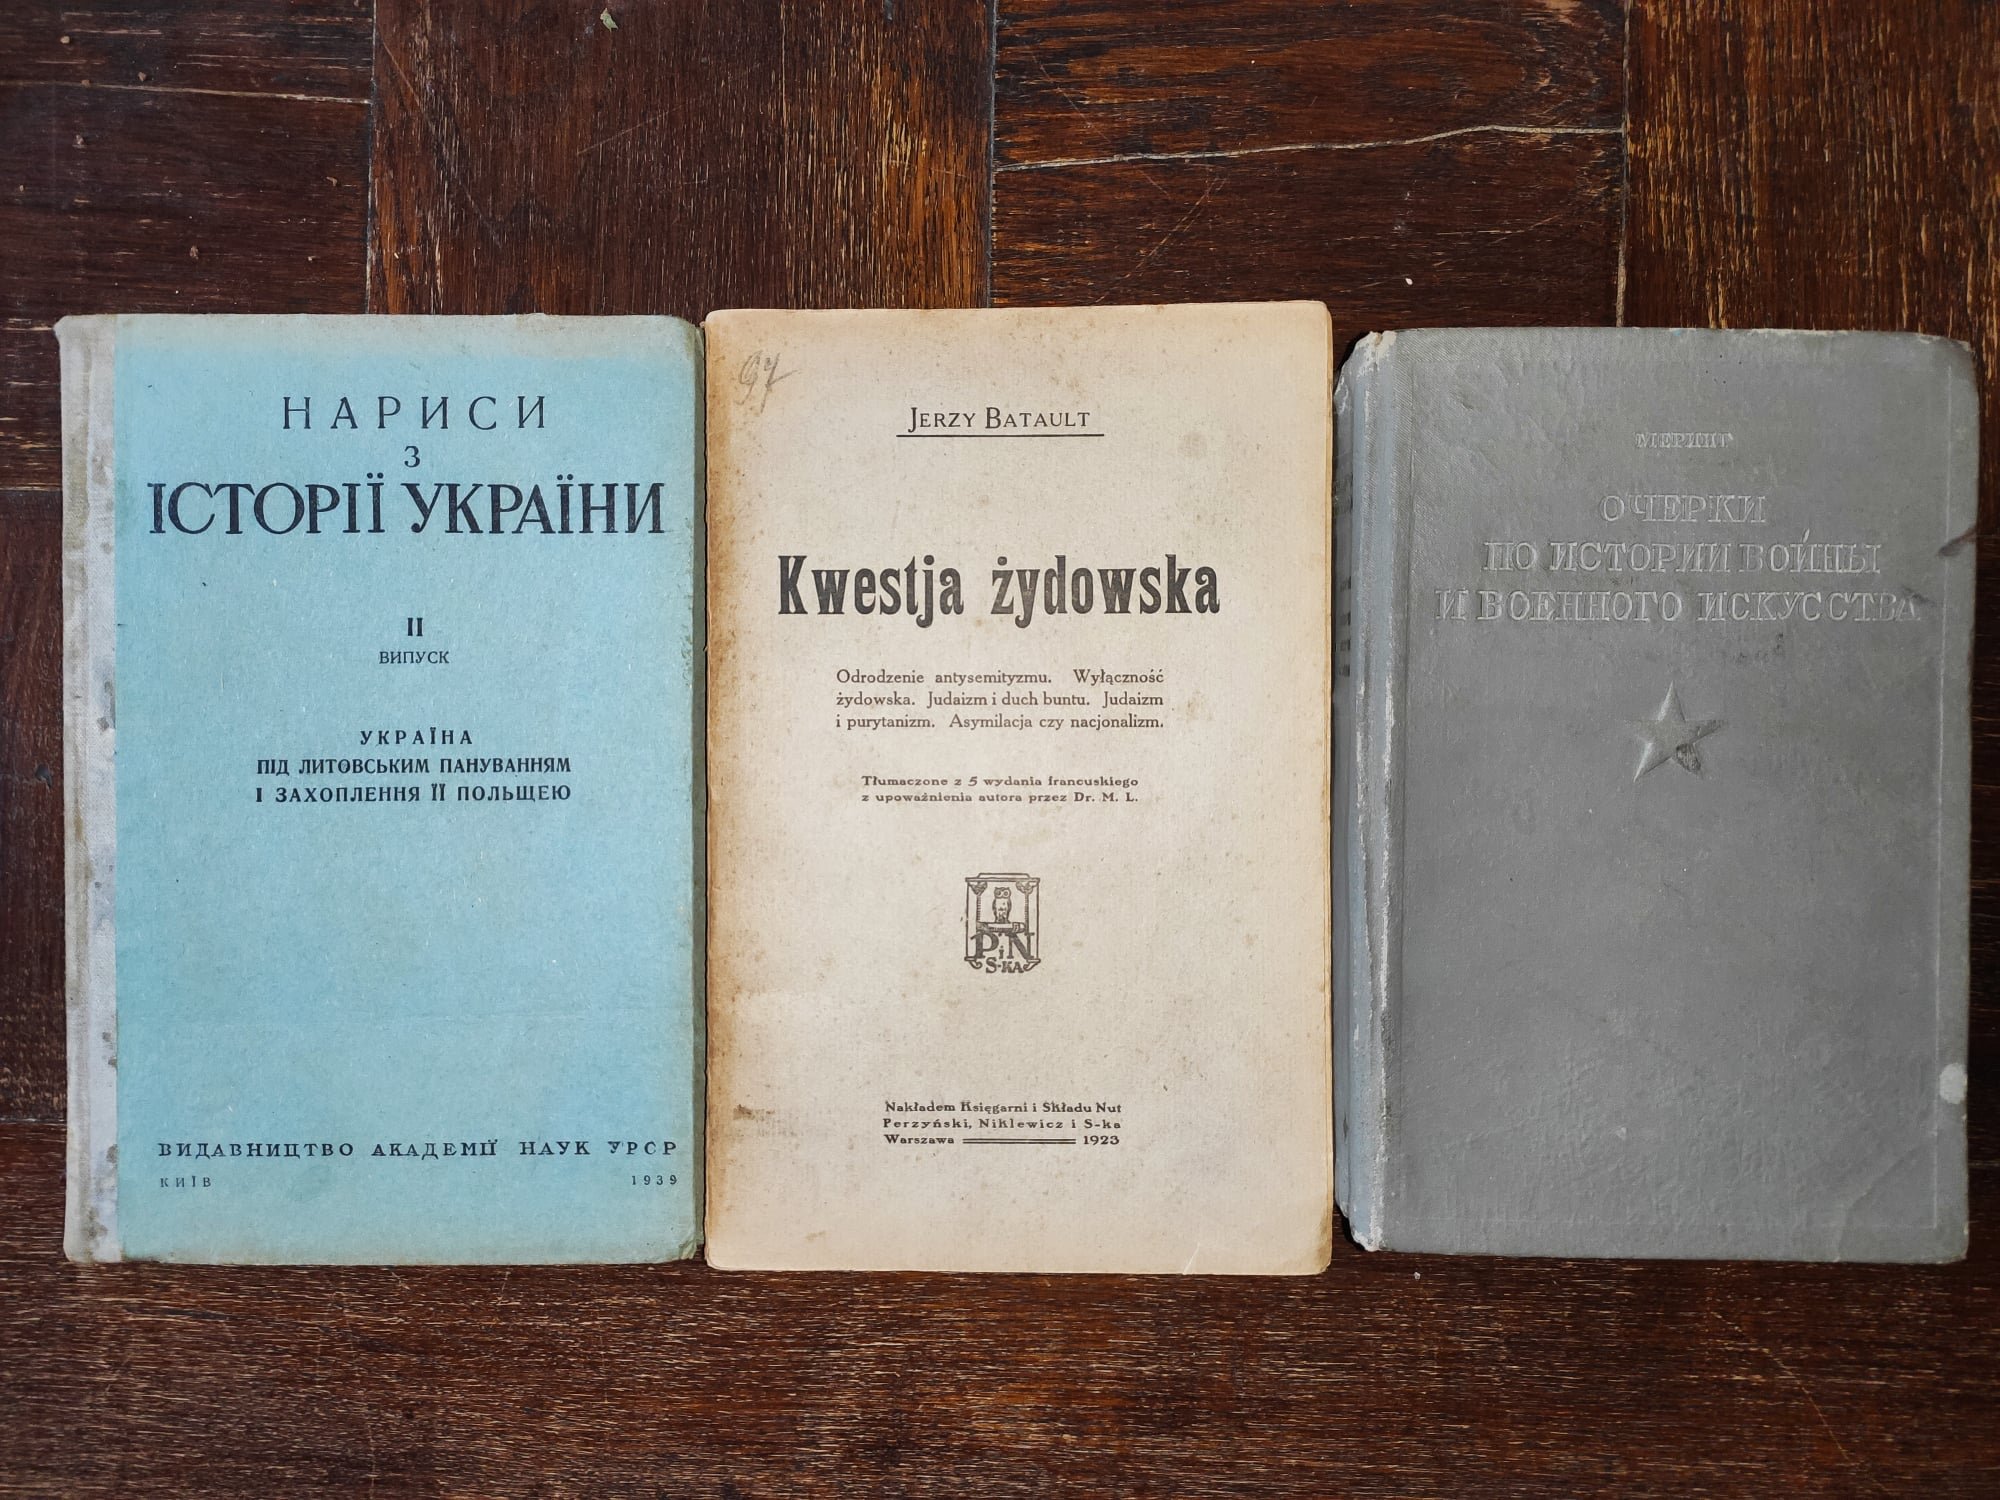 НАРИСИ
З
ІСТОРІЇ УКРАЇНИ
II
ВИПУСК
УКРАЇНА
ПІД ЛИТОВСЬКИМ ПАНУВАННЯМ
І ЗАХОПЛЕННЯ ЇЇ ПОЛЬЩЕЮ
ВИДАВНИЦТВО АКАДЕМІЇ НАУК УРСР
КИЇВ 1939
97
JERZY BATAULT
Kwestja żydowska
Odrodzenie antysemityzmu. Wyłączność
żydowska. Judaizm i duch buntu. Judaizm
i purytanizm. Asymilacja czy nacjonalizm.
Tłumaczone z 5 wydania francuskiego
z upoważnienia autora przez Dr. M. L.
P i N
S-KA
Nakładem Księgarni i Składu Nut
Perzyński, Niklewicz i S-ka
Warszawa 1923
МЕРИНГ
ОЧЕРКИ
ПО ИСТОРИИ ВОЙНЫ
И ВОЕННОГО ИСКУССТВА